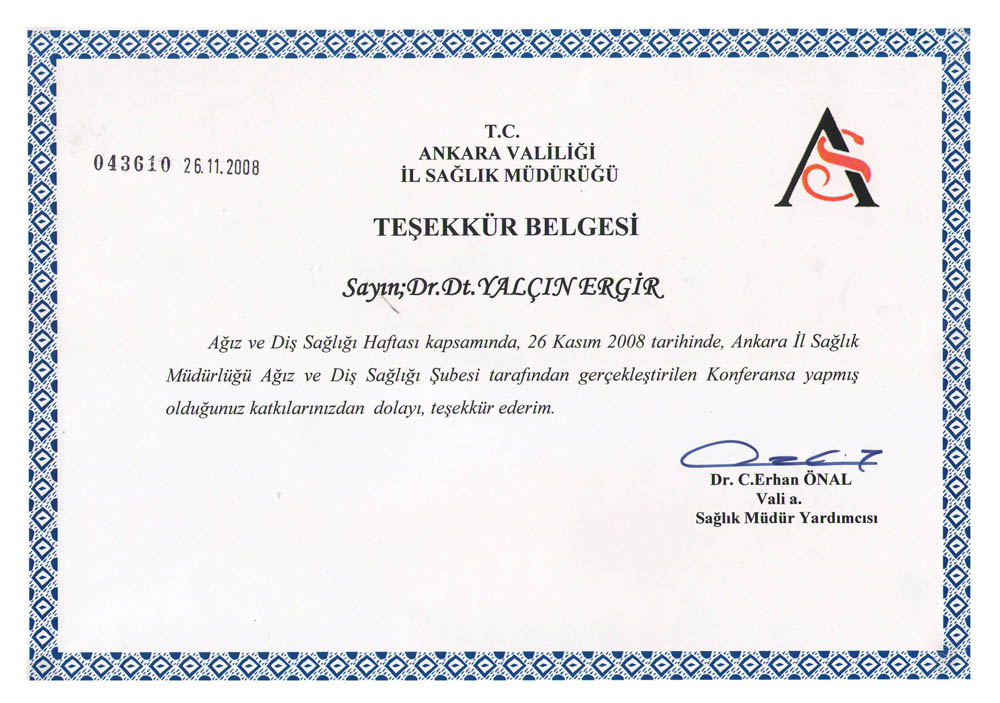 043610 26.11.2008
T.C.
ANKARA VALİLİĞİ
İL SAĞLIK MÜDÜRÜĞÜ
AS
TEŞEKKÜR BELGESİ
Sayın;Dr.Dt.YALÇIN ERGİR
Ağız ve Diş Sağlığı Haftası kapsamında, 26 Kasım 2008 tarihinde, Ankara İl Sağlık
Müdürlüğü Ağız ve Diş Sağlığı Şubesi tarafından gerçekleştirilen Konferansa yapmış
olduğunuz katkılarınızdan dolayı, teşekkür ederim.
Dr. C.Erhan ÖNAL
Vali a.
Sağlık Müdür Yardımcısı